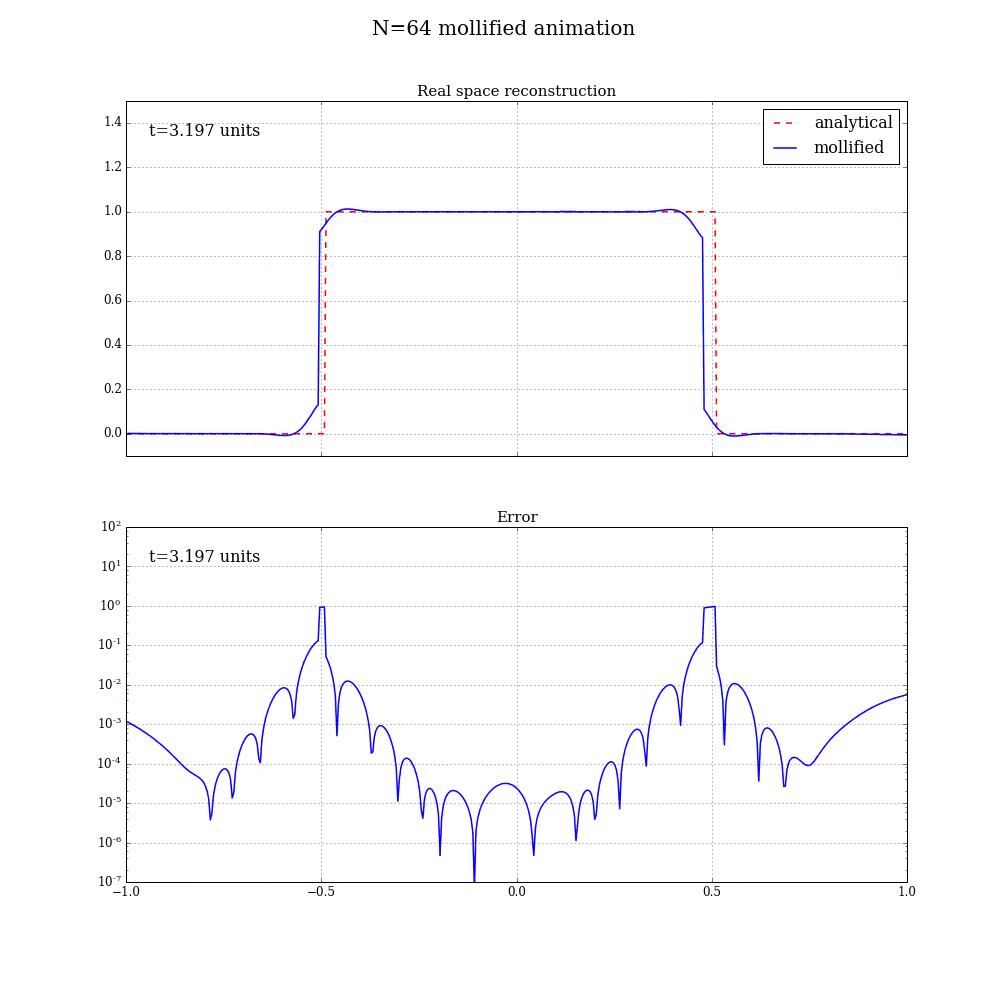 N=64 mollified animation
Real space reconstruction
t=3.197 units
analytical
mollified
1.4
1.2
1.0
0.8
0.6
0.4
0.2
0.0
Error
t=3.197 units
10²
10¹
10⁰
10⁻¹
10⁻²
10⁻³
10⁻⁴
10⁻⁵
10⁻⁶
10⁻⁷
−1.0 −0.5 0.0 0.5 1.0